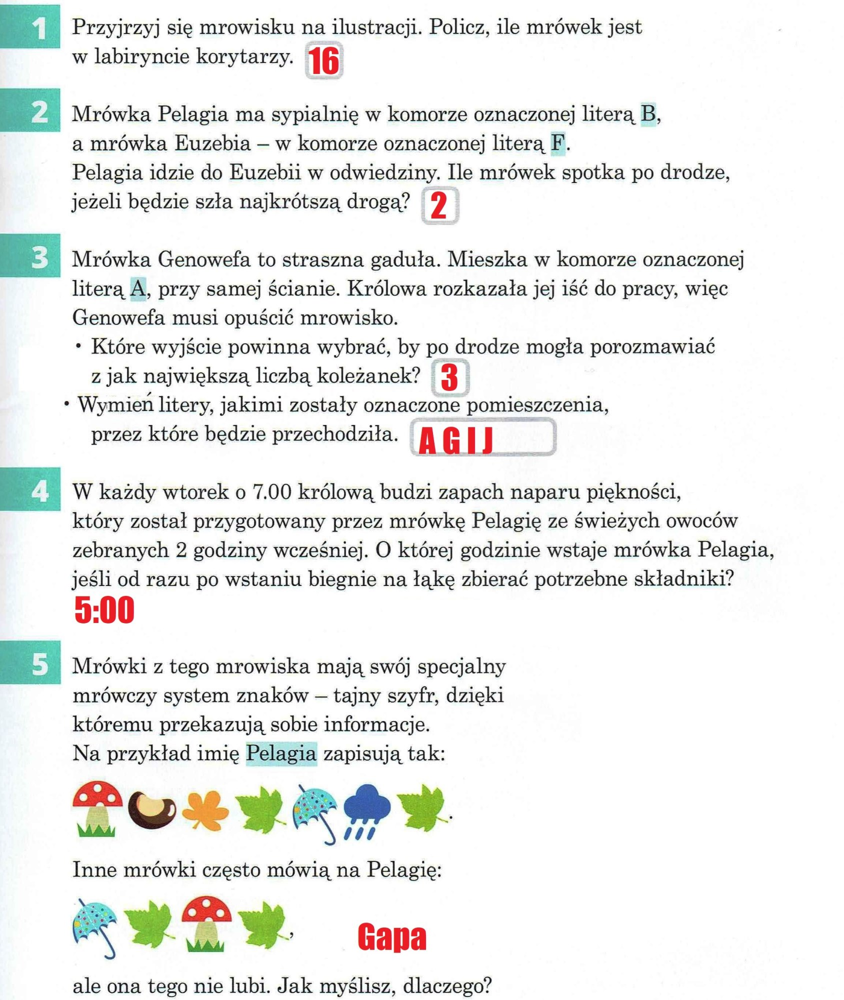 1 Przyjrzyj się mrowisku na ilustracji. Policz, ile mrówek jest
w labiryncie korytarzy. 16
2 Mrówka Pelagia ma sypialnię w komorze oznaczonej literą B,
a mrówka Euzebia – w komorze oznaczonej literą F.
Pelagia idzie do Euzebii w odwiedziny. Ile mrówek spotka po drodze,
jeżeli będzie szła najkrótszą drogą? 2
3 Mrówka Genowefa to straszna gaduła. Mieszka w komorze oznaczonej
literą A, przy samej ścianie. Królowa rozkazała jej iść do pracy, więc
Genowefa musi opuścić mrowisko.
• Które wyjście powinna wybrać, by po drodze mogła porozmawiać
z jak największą liczbą koleżanek? 3
• Wymień litery, jakimi zostały oznaczone pomieszczenia,
przez które będzie przechodziła. A G I J
4 W każdy wtorek o 7.00 królową budzi zapach naparu piękności,
który został przygotowany przez mrówkę Pelagię ze świeżych owoców
zebranych 2 godziny wcześniej. O której godzinie wstaje mrówka Pelagia,
jeśli od razu po wstaniu biegnie na łąkę zbierać potrzebne składniki?
5:00
5 Mrówki z tego mrowiska mają swój specjalny
mrówczy system znaków – tajny szyfr, dzięki
któremu przekazują sobie informacje.
Na przykład imię Pelagia zapisują tak:
.
Inne mrówki często mówią na Pelagię:
, Gapa
ale ona tego nie lubi. Jak myślisz, dlaczego?